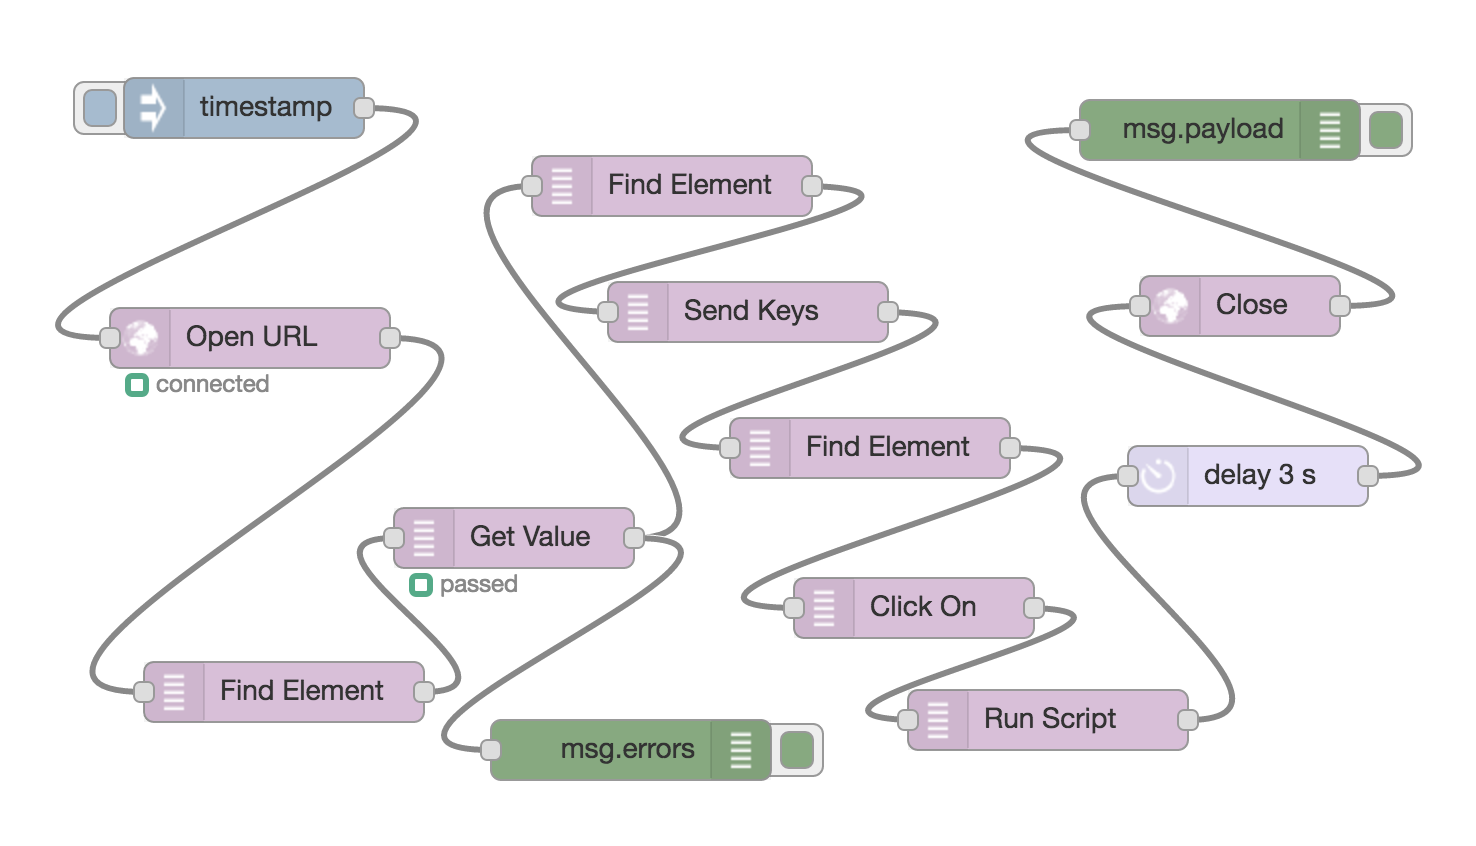 timestamp
Open URL
connected
Find Element
Get Value
passed
msg.errors
Find Element
Send Keys
Find Element
Click On
Run Script
delay 3 s
Close
msg.payload